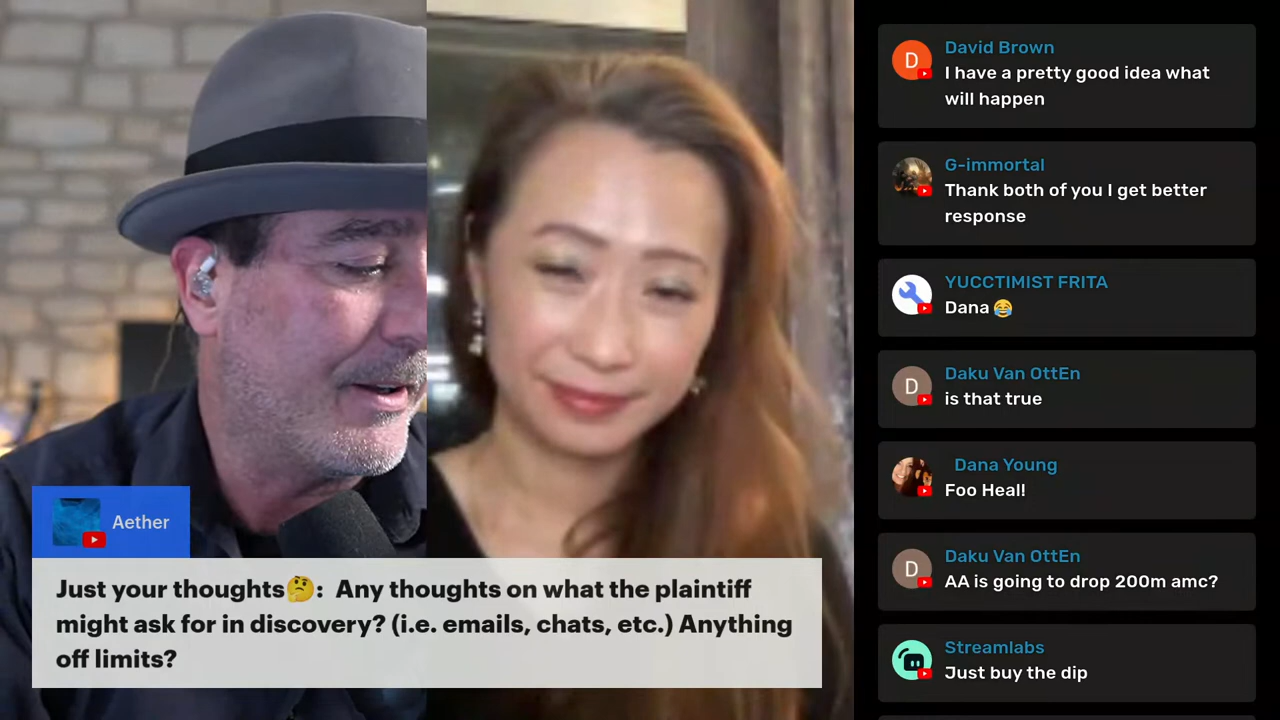 David Brown
I have a pretty good idea what
will happen
G-immortal
Thank both of you I get better
response
YUCCTIMIST FRITA
Dana😂
Daku Van OttEn
is that true
Dana Young
Foo Heal!
Daku Van OttEn
AA is going to drop 200m amc?
Streamlabs
Just buy the dip
Aether
Just your thoughts🤔: Any thoughts on what the plaintiff
might ask for in discovery? (i.e. emails, chats, etc.) Anything
off limits?
D
D
D